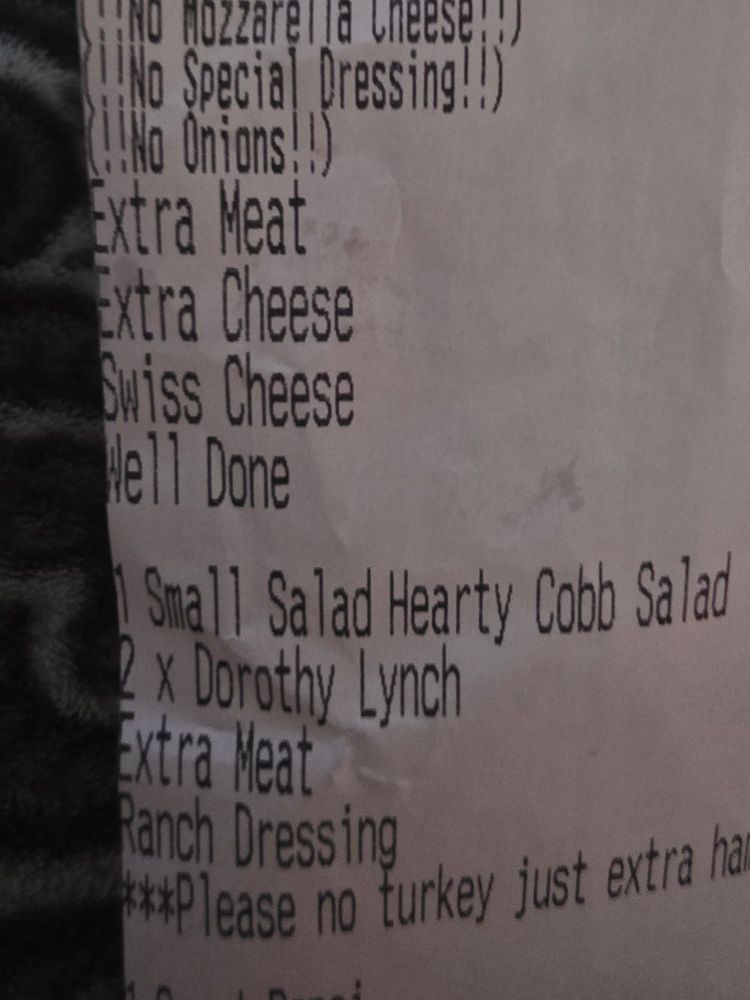 (!!No Mozzarella Cheese!!)
(!!No Special Dressing!!)
(!!No Onions!!)
Extra Meat
Extra Cheese
Swiss Cheese
Well Done
1 Small Salad Hearty Cobb Salad
2 x Dorothy Lynch
Extra Meat
Ranch Dressing
***Please no turkey just extra